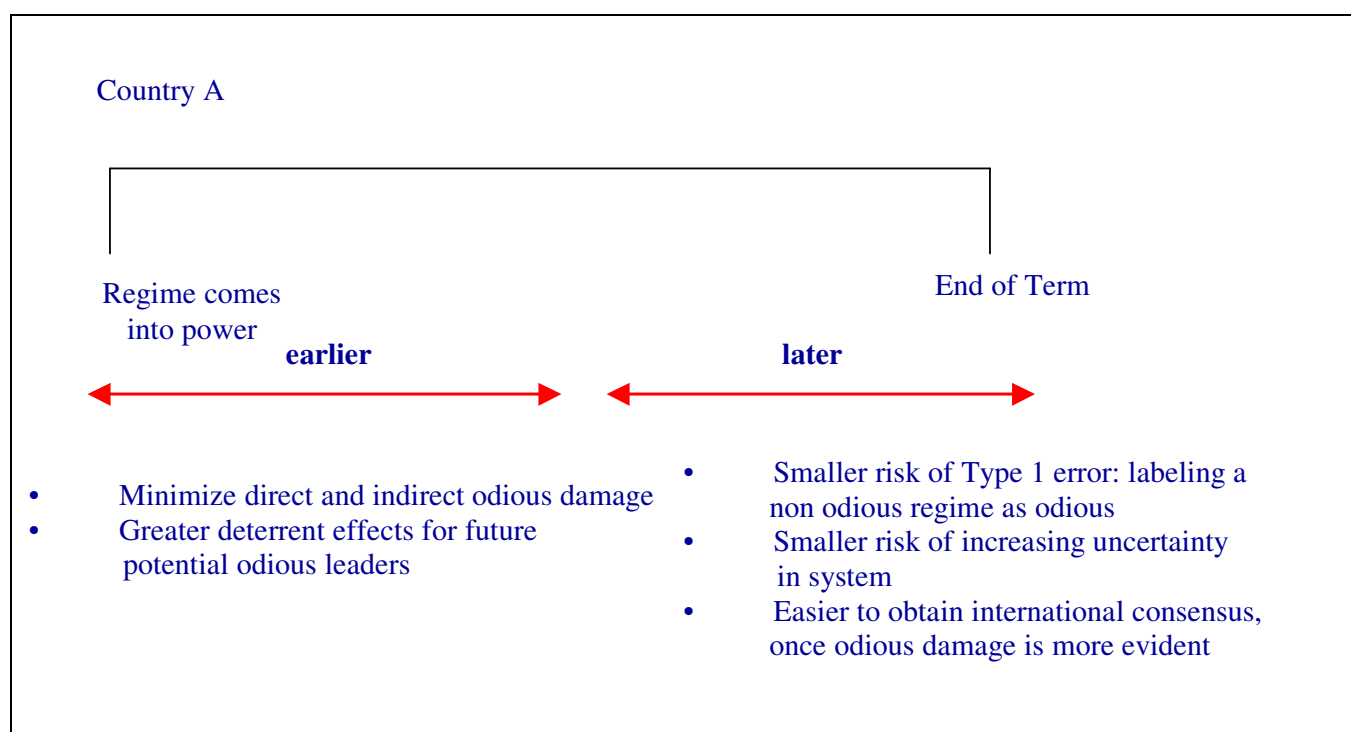 Country A
Regime comes
into power
End of Term
earlier
later
• Minimize direct and indirect odious damage
• Greater deterrent effects for future
potential odious leaders
• Smaller risk of Type 1 error: labeling a
non odious regime as odious
• Smaller risk of increasing uncertainty
in system
• Easier to obtain international consensus,
once odious damage is more evident